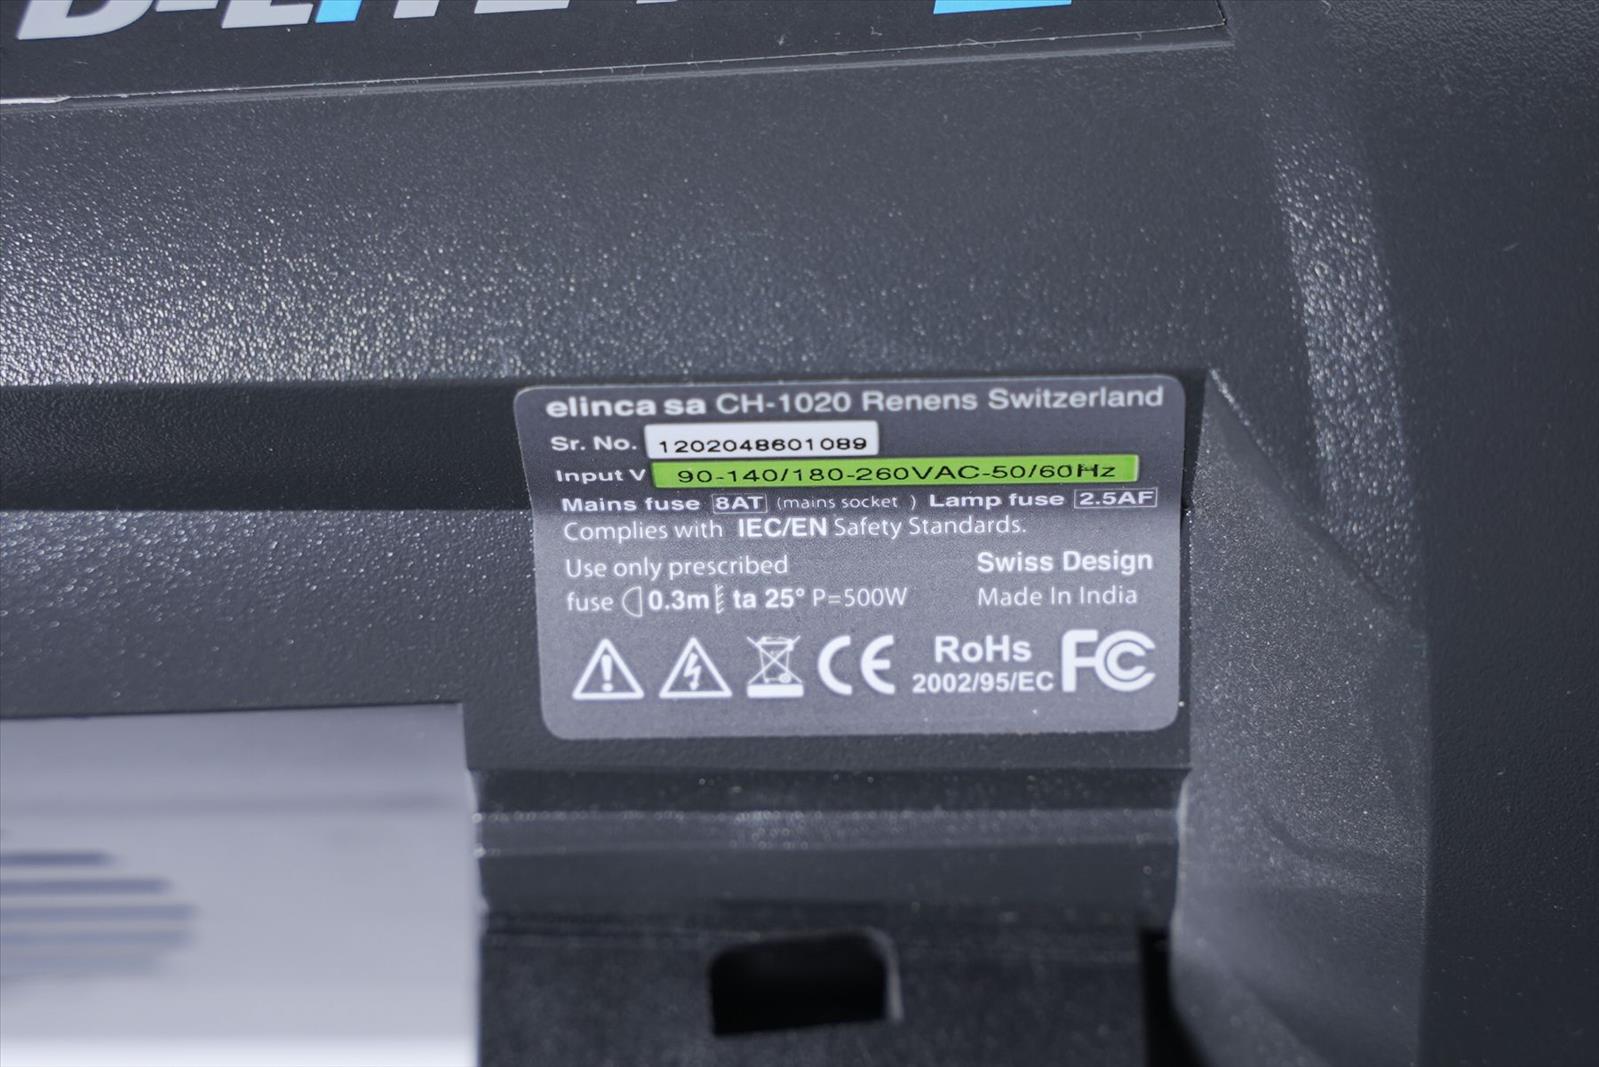 D-LITE
elinca sa CH-1020 Renens Switzerland
Sr. No. 1202048601089
Input V 90-140/180-260VAC-50/60Hz
Mains fuse 8AT (mains socket ) Lamp fuse 2.5AF
Complies with IEC/EN Safety Standards.
Use only prescribed Swiss Design
fuse 0.3m ta 25° P=500W Made In India
CE RoHs FC
2002/95/EC